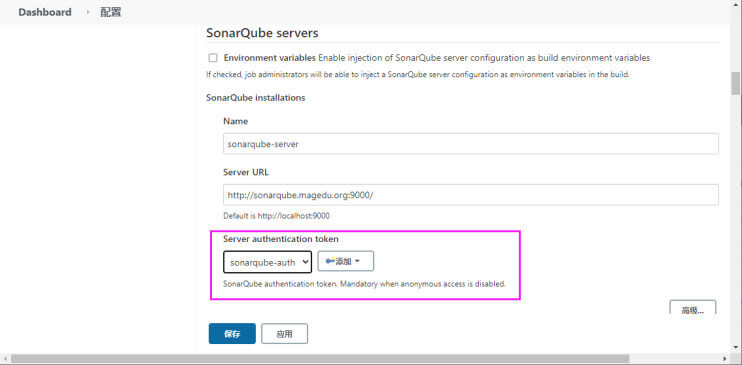 Dashboard › 配置
SonarQube servers
Environment variables Enable injection of SonarQube server configuration as build environment variables
If checked, job administrators will be able to inject a SonarQube server configuration as environment variables in the build.
SonarQube installations
Name
sonarqube-server
Server URL
http://sonarqube.magedu.org:9000/
Default is http://localhost:9000
Server authentication token
sonarqube-auth 添加
SonarQube authentication token. Mandatory when anonymous access is disabled.
高级...
保存 应用